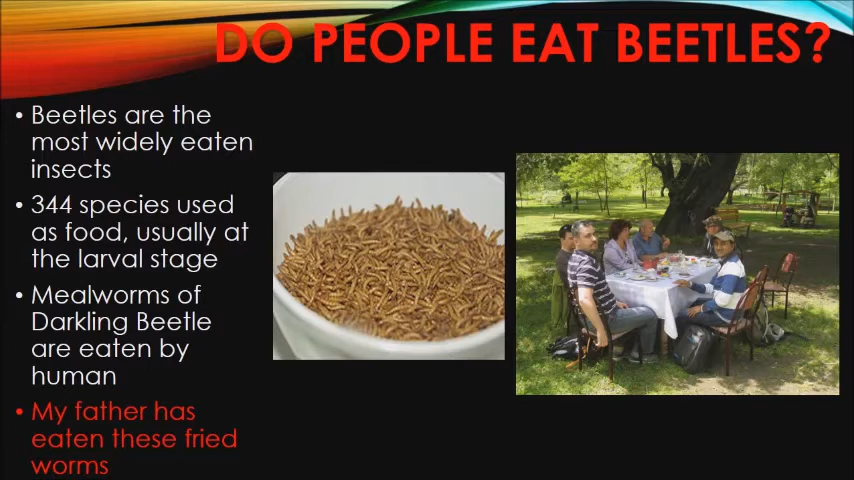 DO PEOPLE EAT BEETLES?
• Beetles are the
most widely eaten
insects
• 344 species used
as food, usually at
the larval stage
• Mealworms of
Darkling Beetle
are eaten by
human
• My father has
eaten these fried
worms